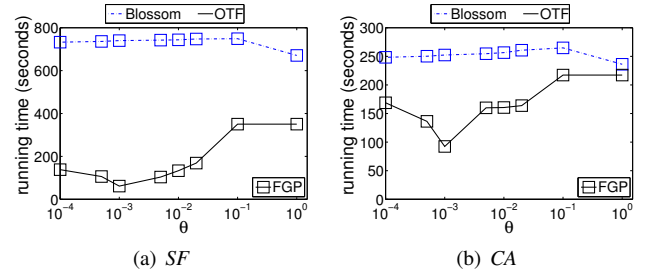 Blossom OTF
running time (seconds)
800
600
400
200
0
FGP
10^-4 10^-3 10^-2 10^-1 10^0
θ
(a) SF
Blossom OTF
running time (seconds)
300
250
200
150
100
50
0
FGP
10^-4 10^-3 10^-2 10^-1 10^0
θ
(b) CA